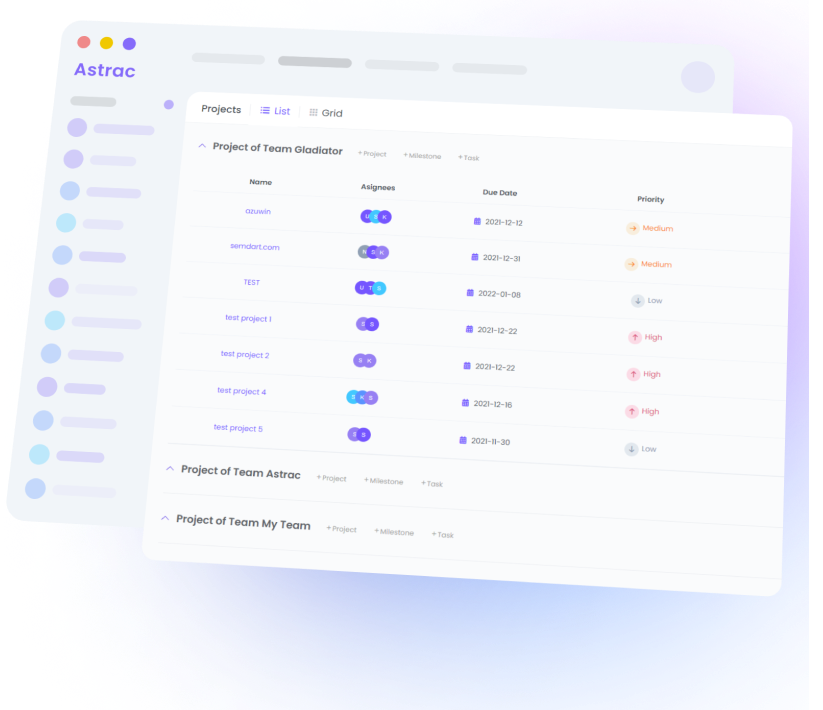 Astrac
Projects List Grid
Project of Team Gladiator +Project +Milestone +Task
Name Asignees Due Date Priority
ozuwin U S K 2021-12-12 Medium
semdart.com S K 2021-12-31 Medium
TEST U T 2022-01-08 Low
test project 1 S 2021-12-22 High
test project 2 S K 2021-12-22 High
test project 4 S K S 2021-12-16 High
test project 5 S 2021-11-30 Low
Project of Team Astrac +Project +Milestone +Task
Project of Team My Team +Project +Milestone +Task